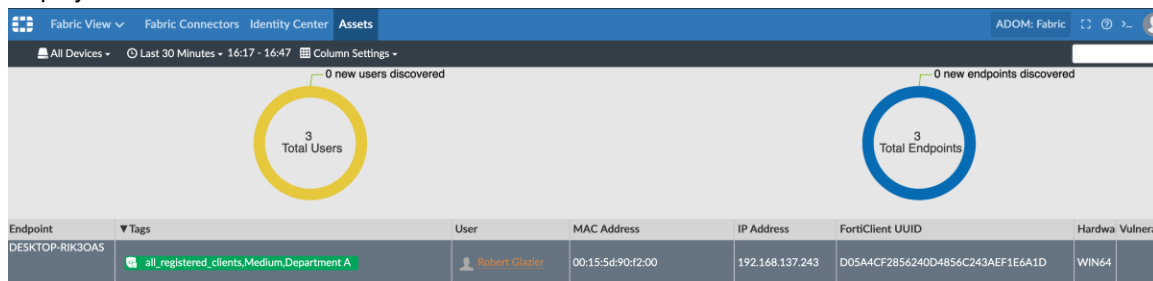 Fabric View Fabric Connectors Identity Center Assets ADOM: Fabric
All Devices Last 30 Minutes 16:17 - 16:47 Column Settings
0 new users discovered 0 new endpoints discovered
3 3
Total Users Total Endpoints
Endpoint Tags User MAC Address IP Address FortiClient UUID Hardwa Vulnera
DESKTOP-RIK3OAS
all_registered_clients,Medium,Department A Robert Glazier 00:15:5d:90:f2:00 192.168.137.243 D05A4CF2856240D4856C243AEF1E6A1D WIN64